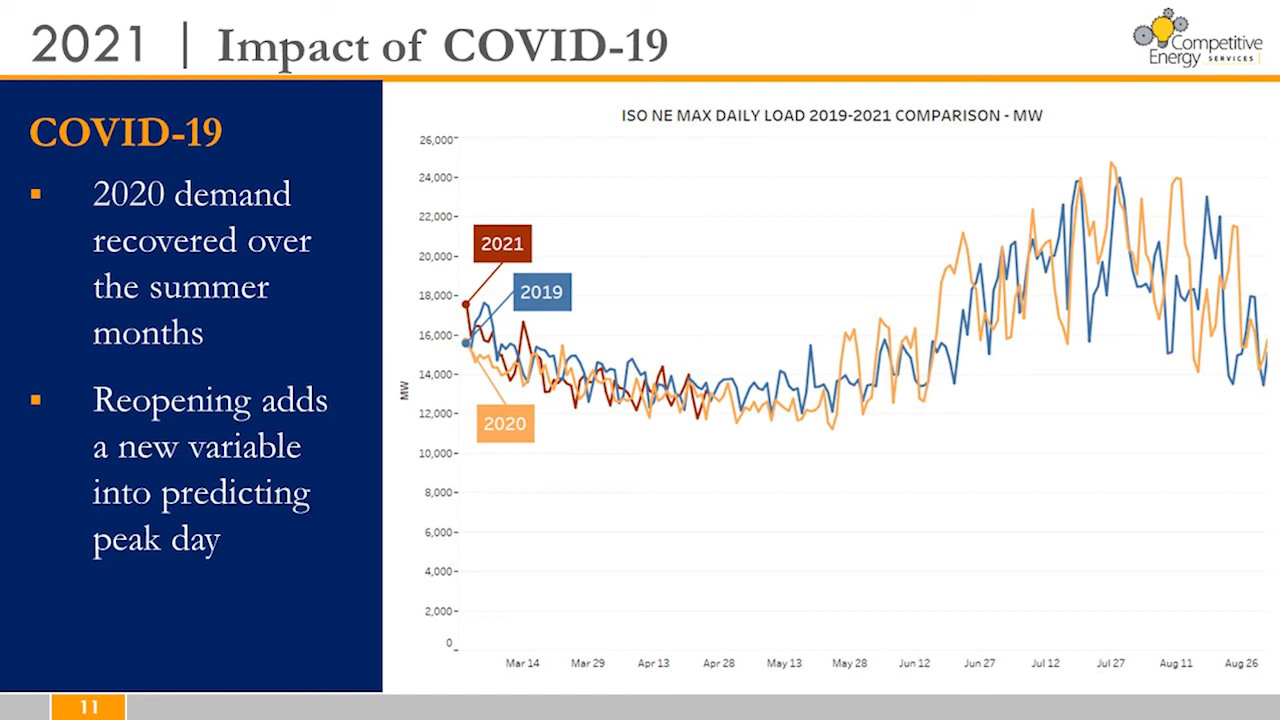 2021 | Impact of COVID-19
Competitive
Energy
SERVICES
COVID-19
▪ 2020 demand
recovered over
the summer
months
▪ Reopening adds
a new variable
into predicting
peak day
ISO NE MAX DAILY LOAD 2019-2021 COMPARISON - MW
26,000
24,000
22,000
20,000
18,000
16,000
14,000
12,000
10,000
8,000
6,000
4,000
2,000
0
MW
2021
2019
2020
Mar 14 Mar 29 Apr 13 Apr 28 May 13 May 28 Jun 12 Jun 27 Jul 12 Jul 27 Aug 11 Aug 26
11